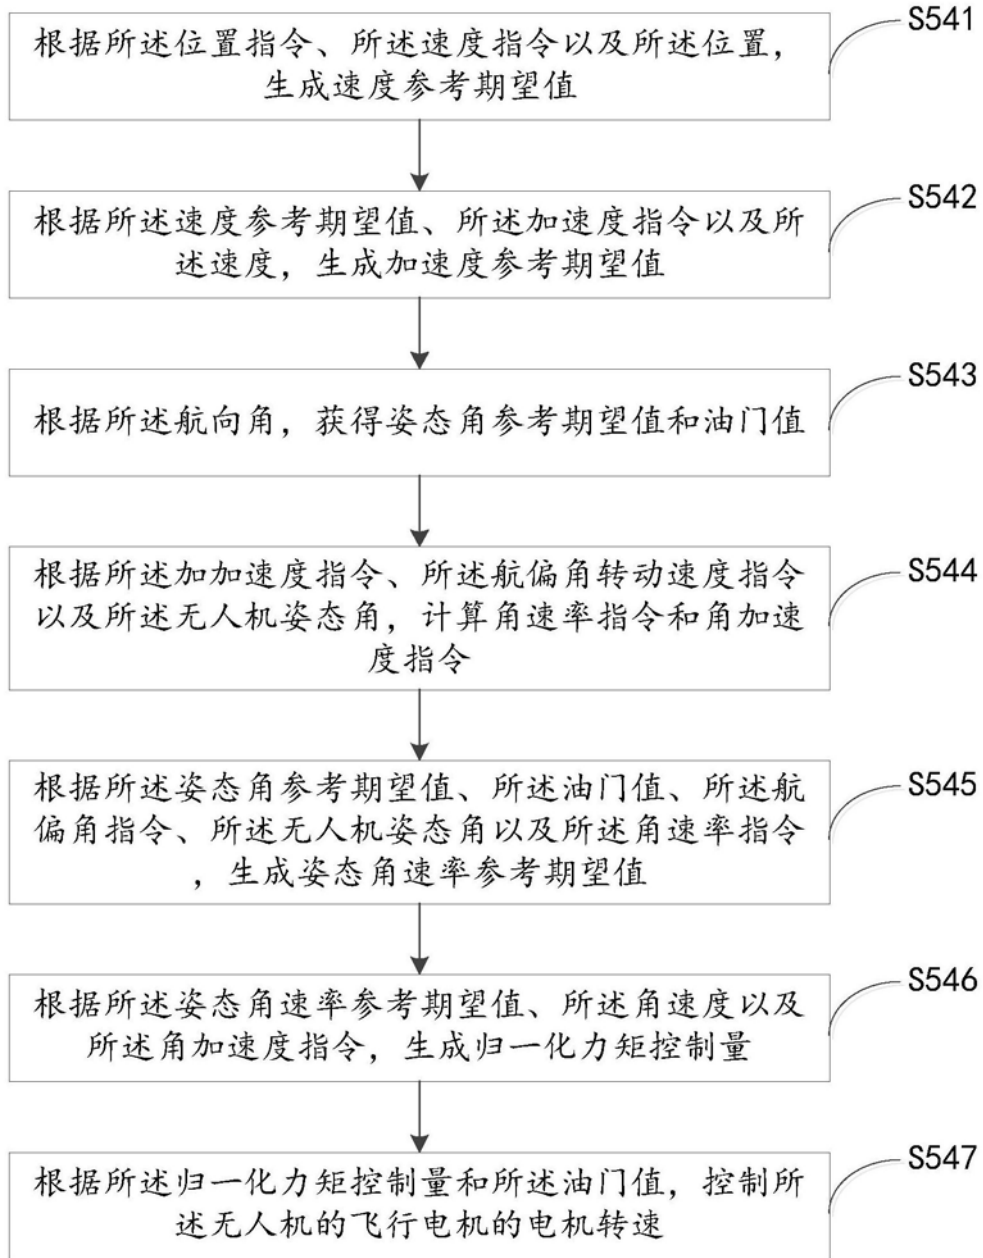 S541
根据所述位置指令、所述速度指令以及所述位置,
生成速度参考期望值
S542
根据所述速度参考期望值、所述加速度指令以及所
述速度,生成加速度参考期望值
S543
根据所述航向角,获得姿态角参考期望值和油门值
S544
根据所述加加速度指令、所述航偏角转动速度指令
以及所述无人机姿态角,计算角速率指令和角加速
度指令
S545
根据所述姿态角参考期望值、所述油门值、所述航
偏角指令、所述无人机姿态角以及所述角速率指令
,生成姿态角速率参考期望值
S546
根据所述姿态角速率参考期望值、所述角速度以及
所述角加速度指令,生成归一化力矩控制量
S547
根据所述归一化力矩控制量和所述油门值,控制所
述无人机的飞行电机的电机转速